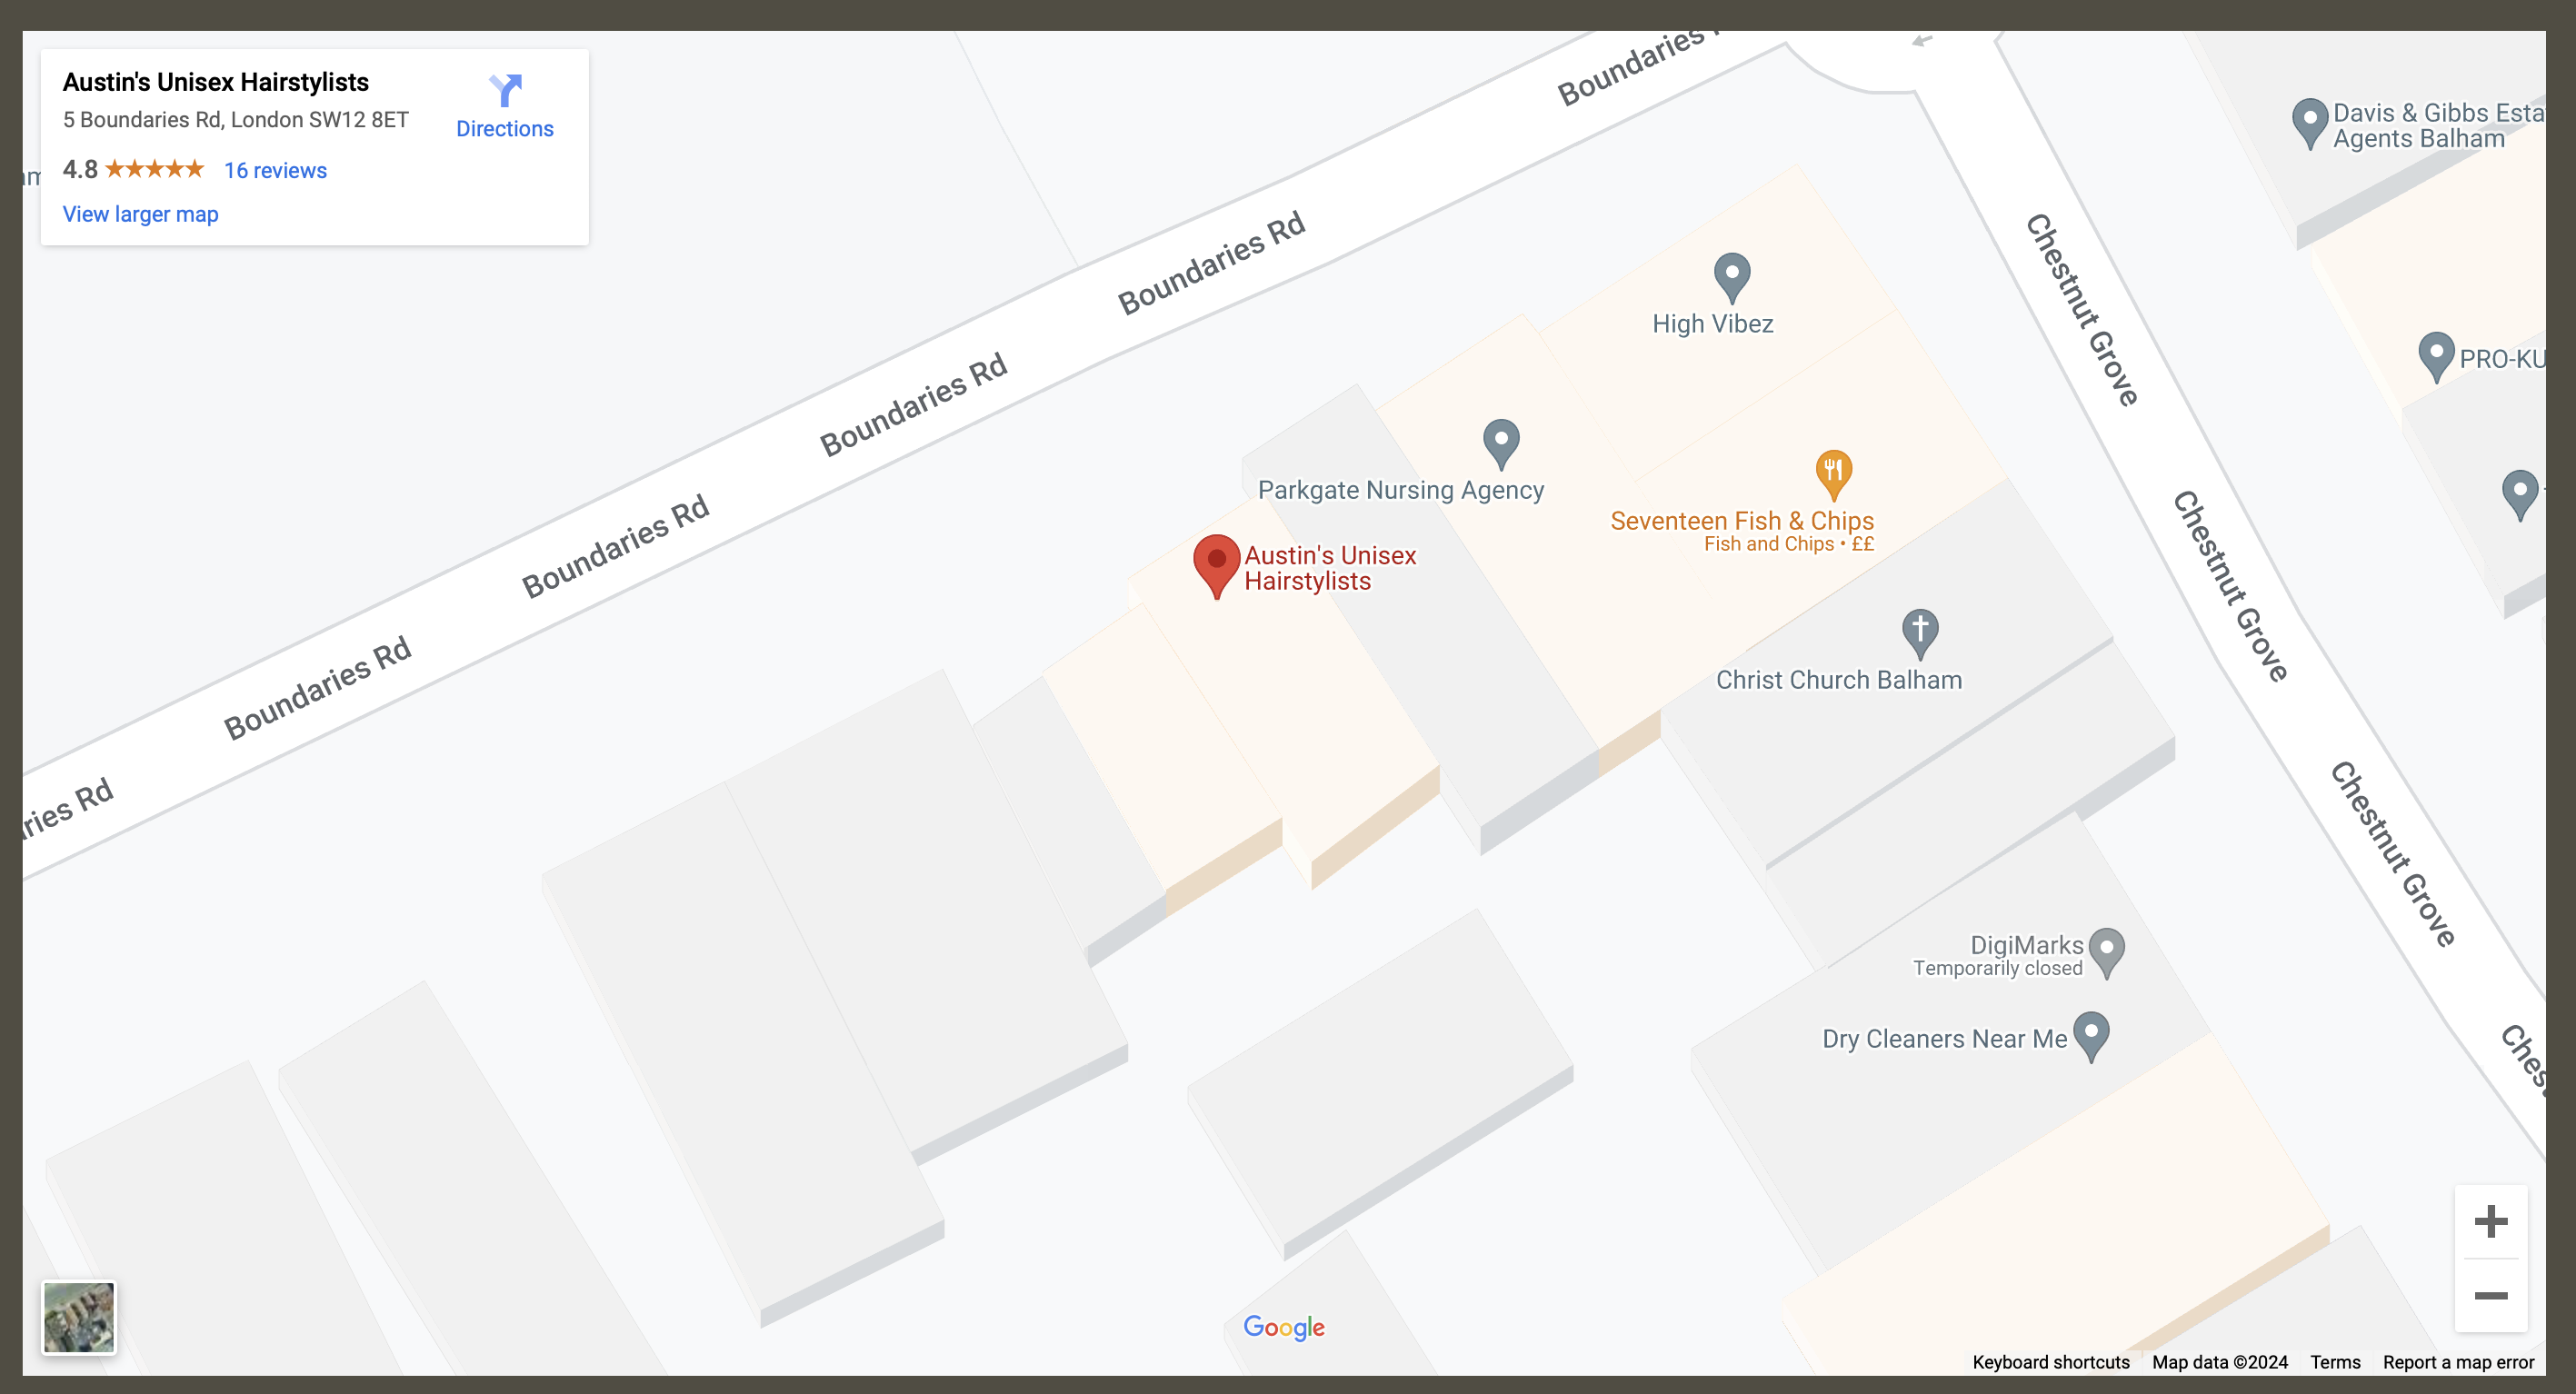 Austin's Unisex Hairstylists
5 Boundaries Rd, London SW12 8ET
4.8
16 reviews
View larger map
Directions
Boundaries
Boundaries Rd
Boundaries Rd
Boundaries Rd
Boundaries Rd
Rd
Davis & Gibbs Esta
Agents Balham
Chestnut Grove
High Vibez
PRO-KU
Parkgate Nursing Agency
Seventeen Fish & Chips
Fish and Chips • ££
Austin's Unisex
Hairstylists
Chestnut Grove
Christ Church Balham
Chestnut Grove
DigiMarks
Temporarily closed
Dry Cleaners Near Me
Ches
Google
Keyboard shortcuts
Map data ©2024
Terms
Report a map error